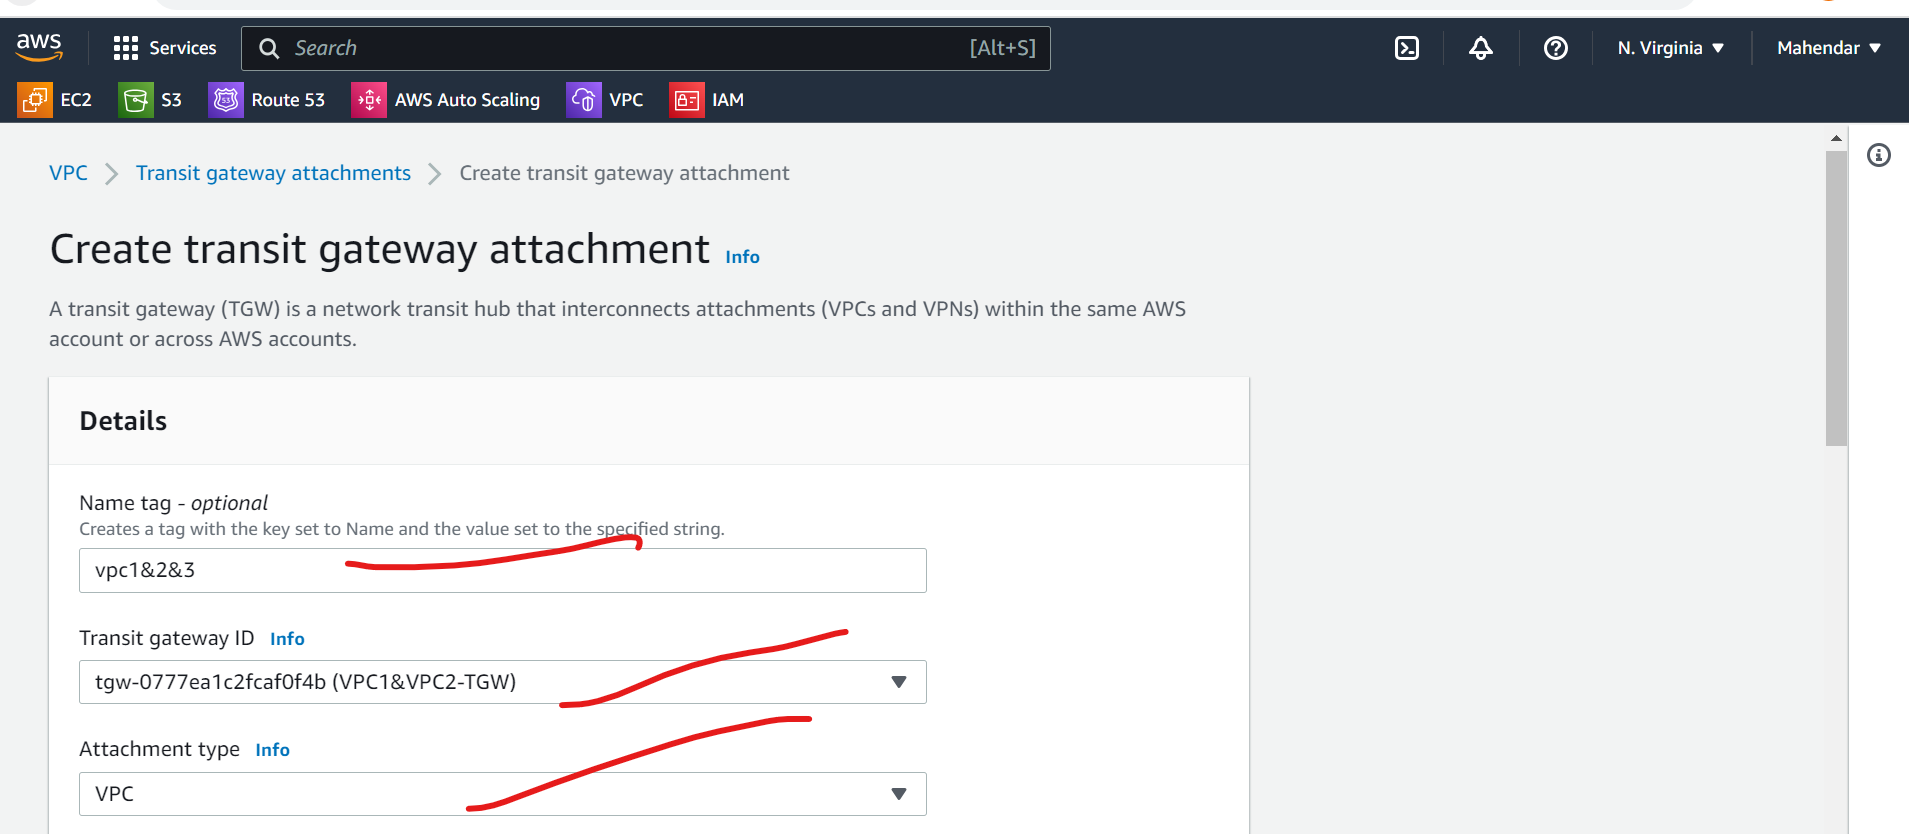 aws Services Search [Alt+S] N. Virginia Mahendar
EC2 S3 Route 53 AWS Auto Scaling VPC IAM
VPC Transit gateway attachments Create transit gateway attachment
Create transit gateway attachment Info
A transit gateway (TGW) is a network transit hub that interconnects attachments (VPCs and VPNs) within the same AWS
account or across AWS accounts.
Details
Name tag - optional
Creates a tag with the key set to Name and the value set to the specified string.
vpc1&2&3
Transit gateway ID Info
tgw-0777ea1c2fcaf0f4b (VPC1&VPC2-TGW)
Attachment type Info
VPC